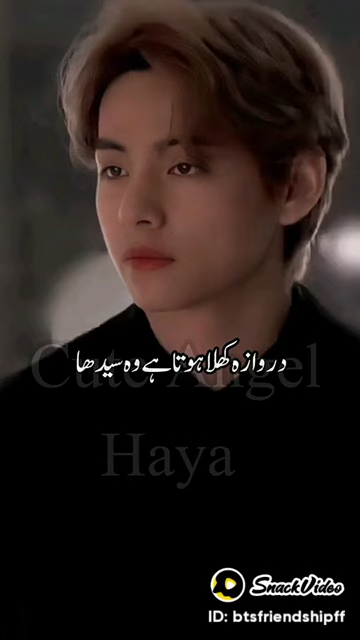 دروازہ کھلا ہوتا ہے وہ سیدھا
Cute Angel
Haya
SnackVideo
ID: btsfriendshipff